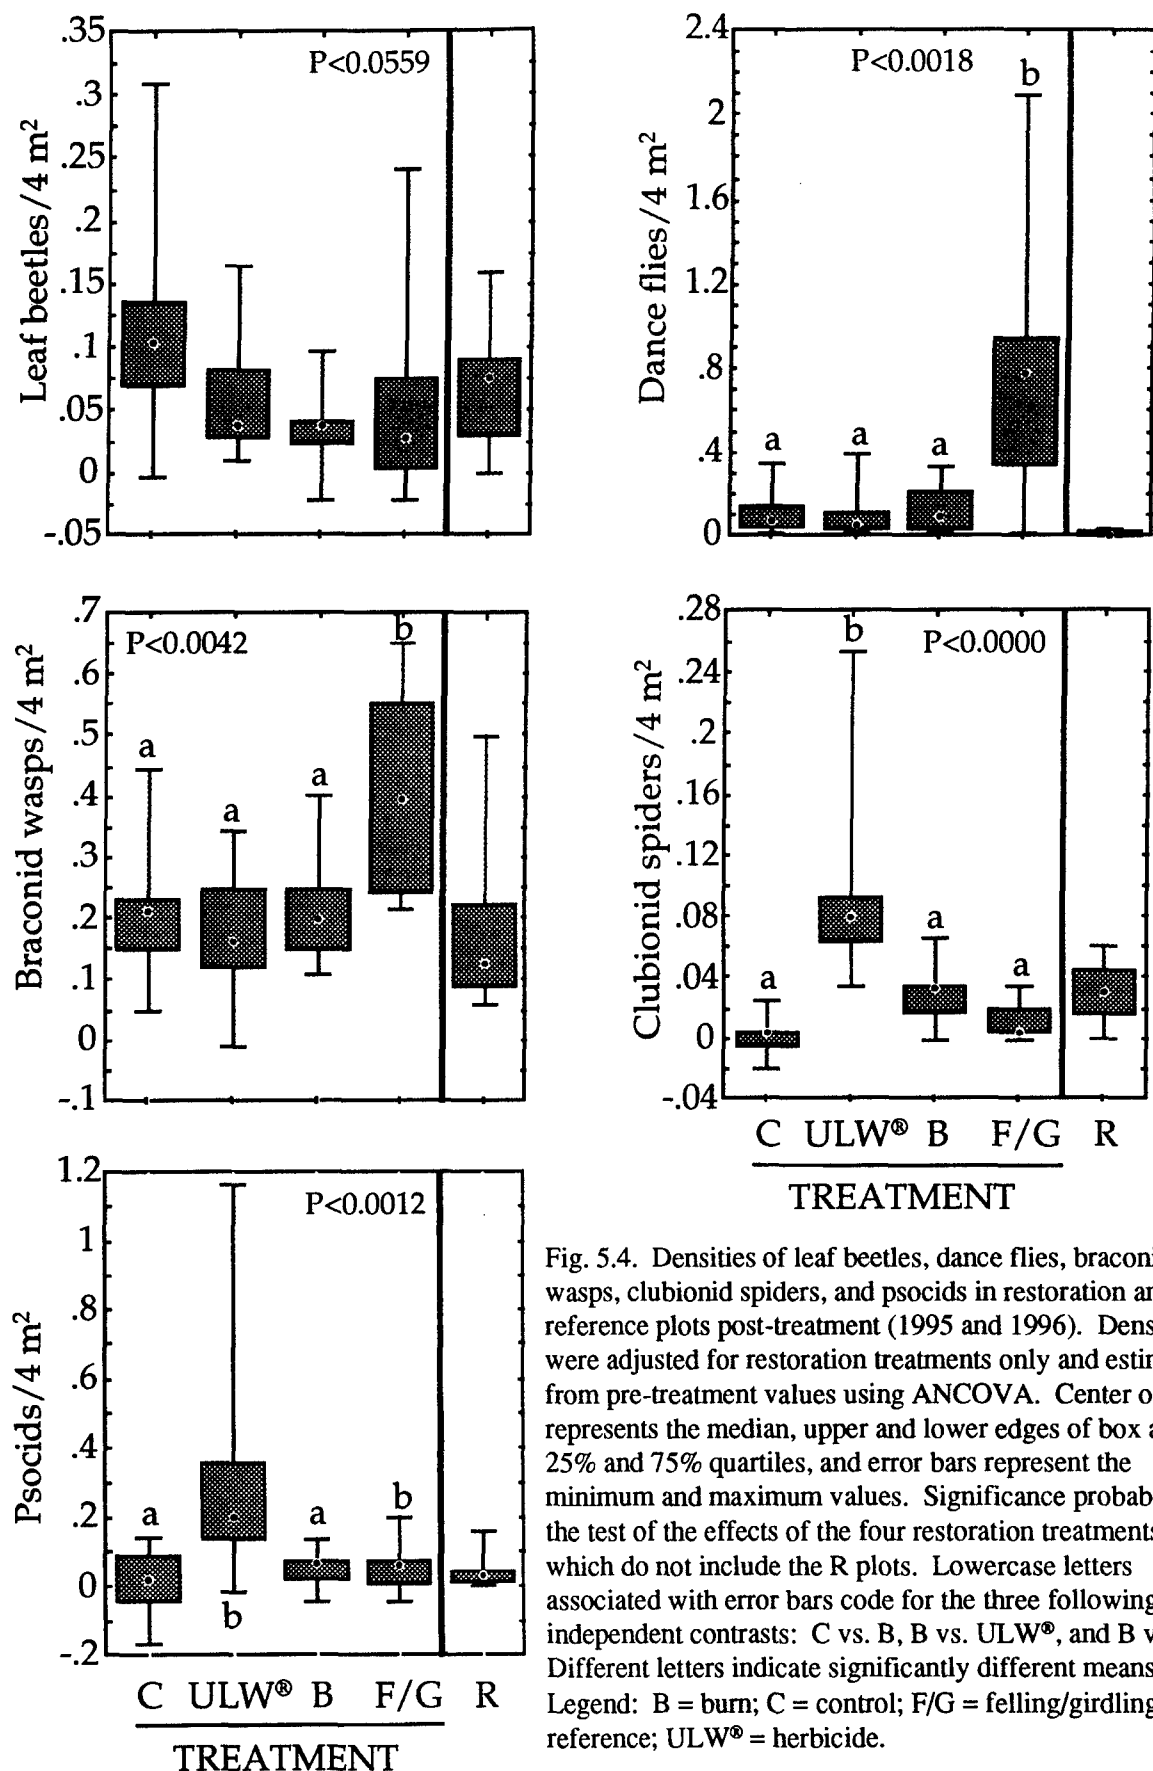 .35
.3
.25
.2
.15
.1
.05
0
-.05
Leaf beetles/4 m²
P<0.0559
2.4
2
1.6
1.2
.8
.4
0
Dance flies/4 m²
P<0.0018
a
a
a
b
.7
.6
.5
.4
.3
.2
.1
0
-.1
Braconid wasps/4 m²
P<0.0042
a
a
a
b
.28
.24
.2
.16
.12
.08
.04
0
-.04
Clubionid spiders/4 m²
P<0.0000
a
b
a
a
C ULW® B F/G R
TREATMENT
1.2
1
.8
.6
.4
.2
0
-.2
Psocids/4 m²
P<0.0012
a
b
a
b
C ULW® B F/G R
TREATMENT
Fig. 5.4. Densities of leaf beetles, dance flies, braconi
wasps, clubionid spiders, and psocids in restoration an
reference plots post-treatment (1995 and 1996). Dens
were adjusted for restoration treatments only and estin
from pre-treatment values using ANCOVA. Center o
represents the median, upper and lower edges of box a
25% and 75% quartiles, and error bars represent the
minimum and maximum values. Significance probab
the test of the effects of the four restoration treatments
which do not include the R plots. Lowercase letters
associated with error bars code for the three following
independent contrasts: C vs. B, B vs. ULW®, and B v
Different letters indicate significantly different means
Legend: B = burn; C = control; F/G = felling/girdling
reference; ULW® = herbicide.